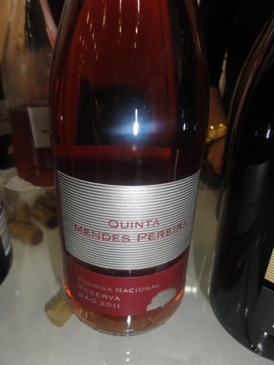 QUINTA
MENDES PEREIRA
TOURIGA NACIONAL
RESERVA
DÃO 2011